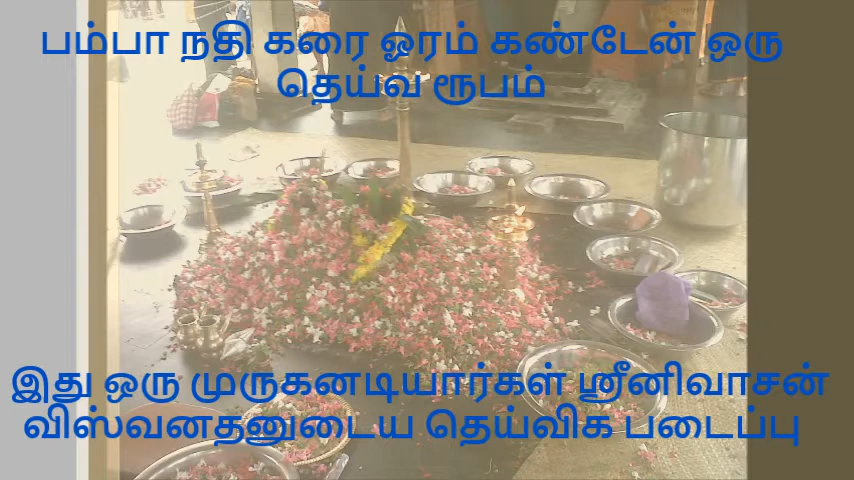 பம்பா நதி கரை ஓரம் கண்டேன் ஒரு
தெய்வ ரூபம்
இது ஒரு முருகனடியார்கள் ஸ்ரீனிவாசன்
விஸ்வனதனுடைய தெய்விக படைப்பு